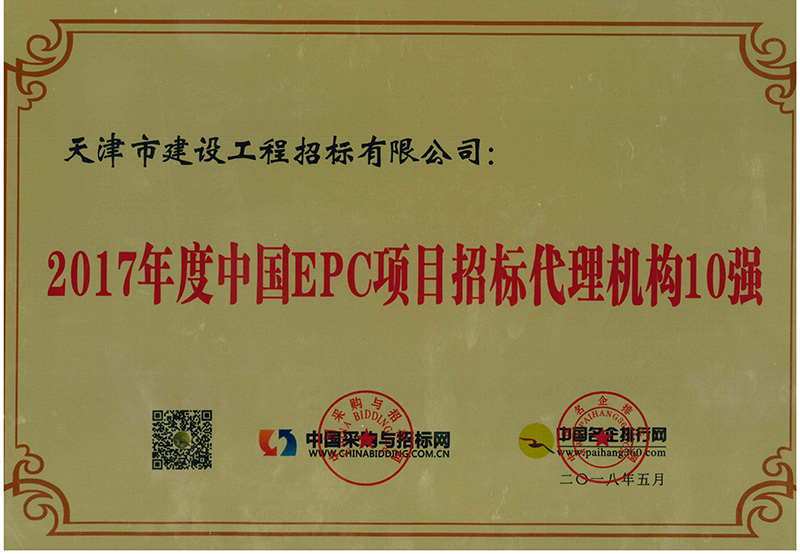 天津市建设工程招标有限公司：
2017年度中国EPC项目招标代理机构10强
中国采购与招标网
WWW.CHINABIDDING.COM.CN
中国名企排行网
www.paihang360.com
二〇一八年五月